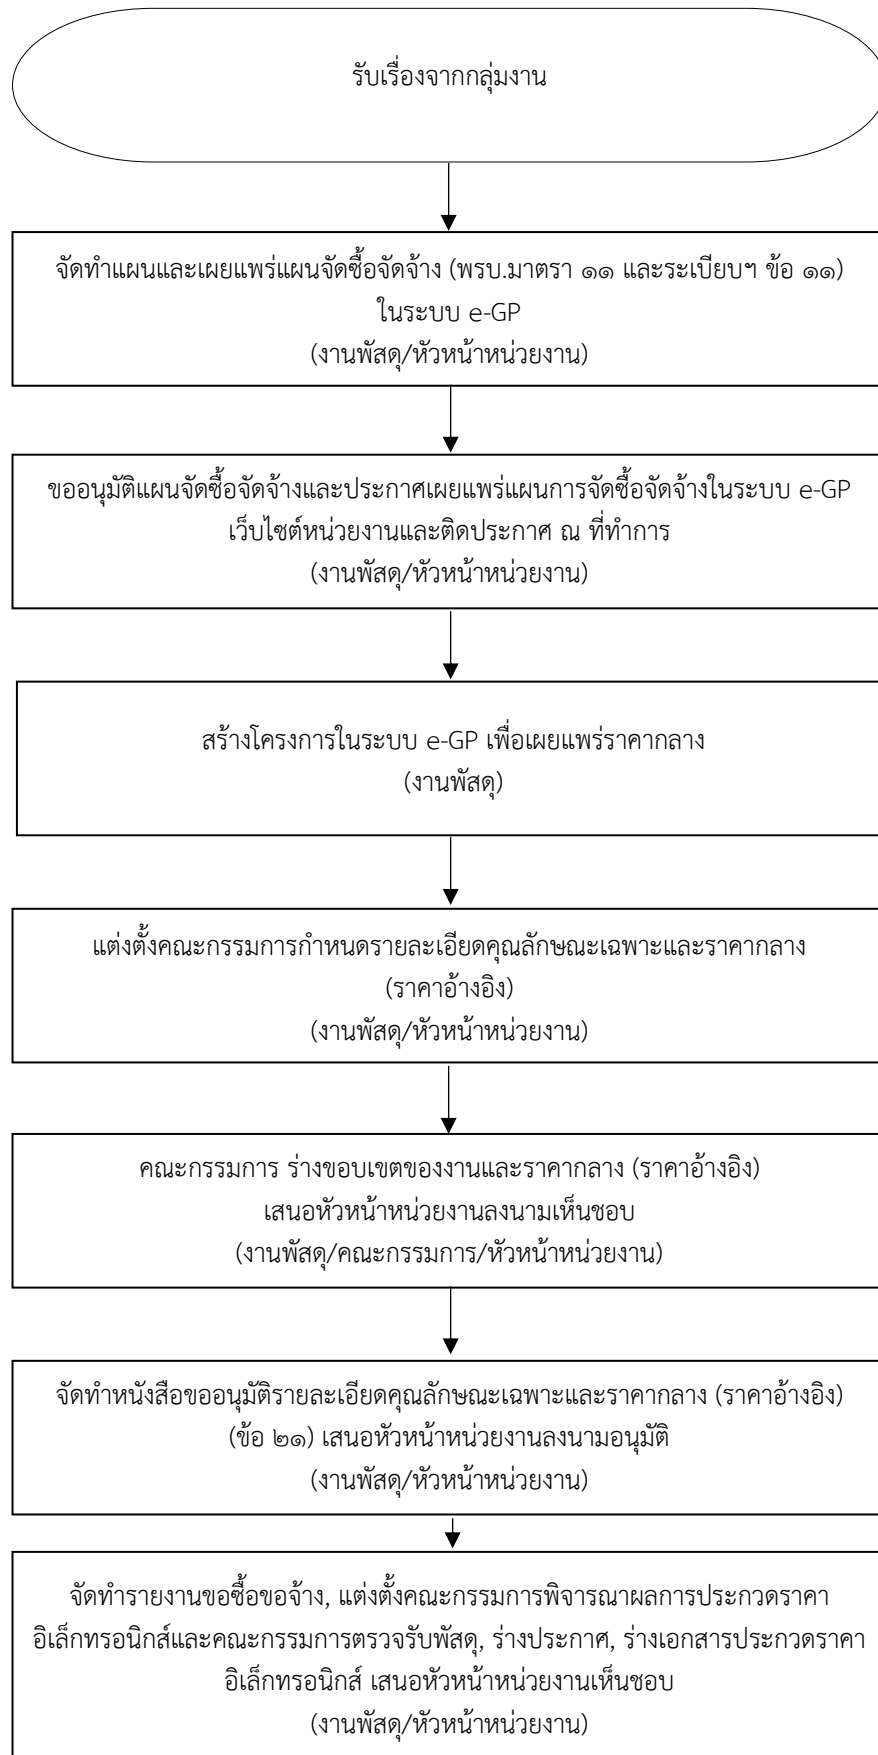 รับเรื่องจากกลุ่มงาน
จัดทำแผนและเผยแพร่แผนจัดซื้อจัดจ้าง (พรบ.มาตรา ๑๑ และระเบียบฯ ข้อ ๑๑)
ในระบบ e-GP
(งานพัสดุ/หัวหน้าหน่วยงาน)
ขออนุมัติแผนจัดซื้อจัดจ้างและประกาศเผยแพร่แผนการจัดซื้อจัดจ้างในระบบ e-GP
เว็บไซต์หน่วยงานและติดประกาศ ณ ที่ทำการ
(งานพัสดุ/หัวหน้าหน่วยงาน)
สร้างโครงการในระบบ e-GP เพื่อเผยแพร่ราคากลาง
(งานพัสดุ)
แต่งตั้งคณะกรรมการกำหนดรายละเอียดคุณลักษณะเฉพาะและราคากลาง
(ราคาอ้างอิง)
(งานพัสดุ/หัวหน้าหน่วยงาน)
คณะกรรมการ ร่างขอบเขตของงานและราคากลาง (ราคาอ้างอิง)
เสนอหัวหน้าหน่วยงานลงนามเห็นชอบ
(งานพัสดุ/คณะกรรมการ/หัวหน้าหน่วยงาน)
จัดทำหนังสือขออนุมัติรายละเอียดคุณลักษณะเฉพาะและราคากลาง (ราคาอ้างอิง)
(ข้อ ๒๑) เสนอหัวหน้าหน่วยงานลงนามอนุมัติ
(งานพัสดุ/หัวหน้าหน่วยงาน)
จัดทำรายงานขอซื้อขอจ้าง, แต่งตั้งคณะกรรมการพิจารณาผลการประกวดราคา
อิเล็กทรอนิกส์และคณะกรรมการตรวจรับพัสดุ, ร่างประกาศ, ร่างเอกสารประกวดราคา
อิเล็กทรอนิกส์ เสนอหัวหน้าหน่วยงานเห็นชอบ
(งานพัสดุ/หัวหน้าหน่วยงาน)